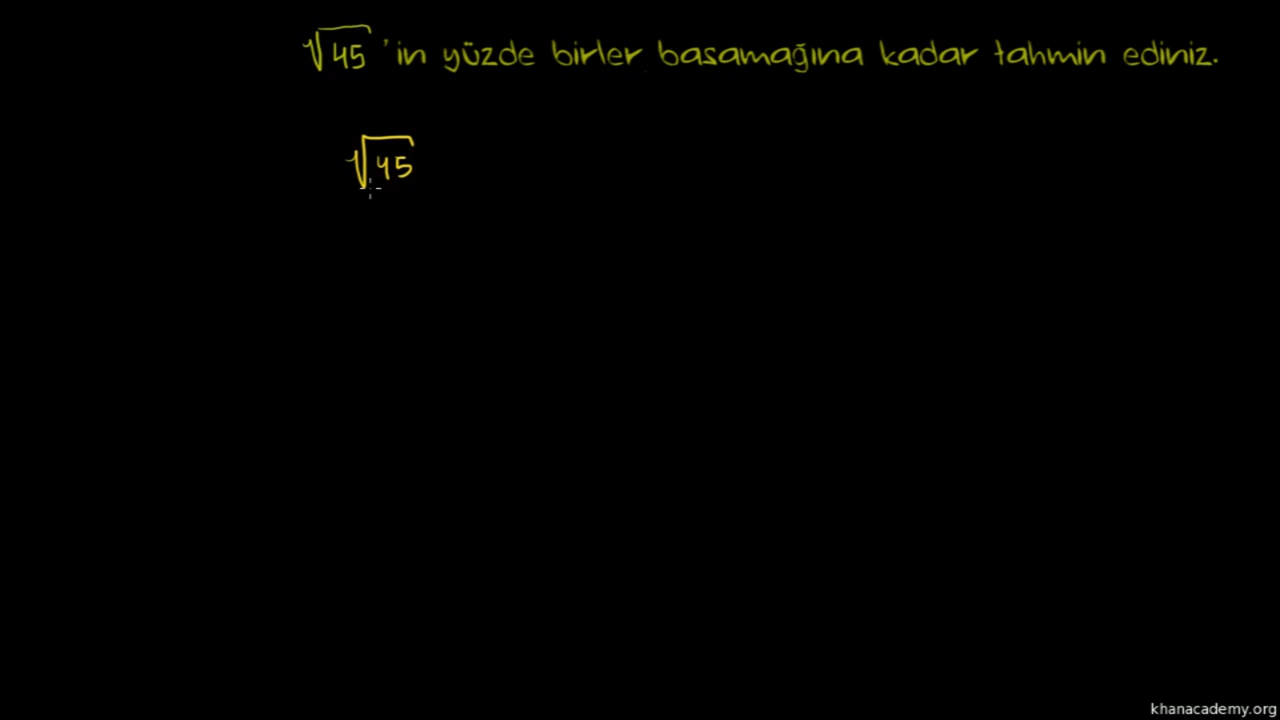 √45 'in yüzde birler basamağına kadar tahmin ediniz.
√45
khanacademy.org